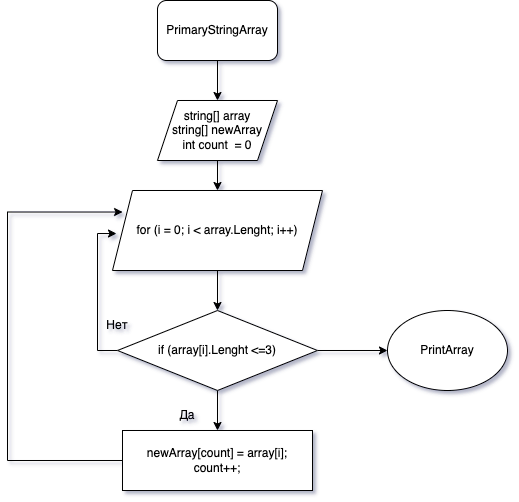 PrimaryStringArray
string[] array
string[] newArray
int count = 0
for (i = 0; i < array.Lenght; i++)
Нет
if (array[i].Lenght <=3)
PrintArray
Да
newArray[count] = array[i];
count++;